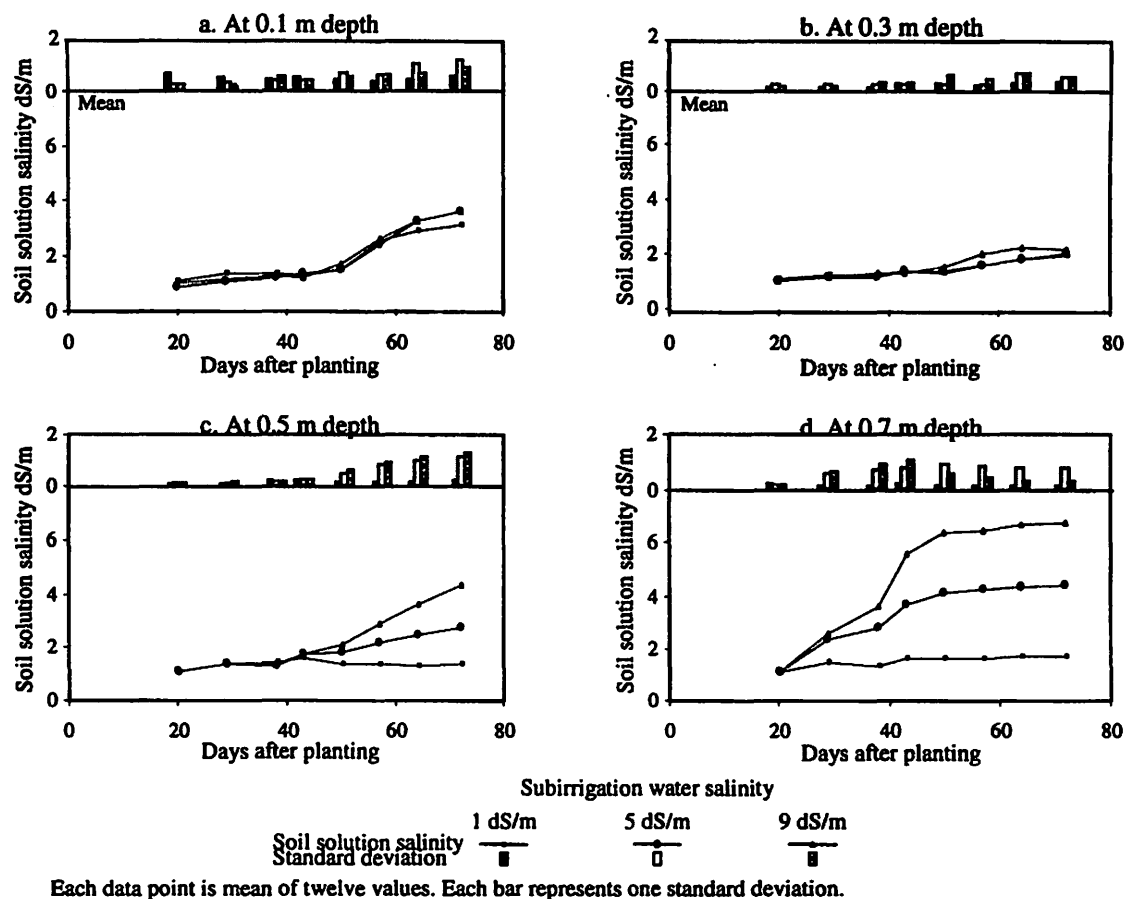 a. At 0.1 m depth
b. At 0.3 m depth
Soil solution salinity dS/m
2
0
Mean
4
2
0
0 20 40 60 80
Days after planting
Soil solution salinity dS/m
2
0
Mean
4
2
0
0 20 40 60 80
Days after planting
c. At 0.5 m depth
d. At 0.7 m depth
Soil solution salinity dS/m
2
0
6
4
2
0
0 20 40 60 80
Days after planting
Soil solution salinity dS/m
2
0
6
4
2
0
0 20 40 60 80
Days after planting
Subirrigation water salinity
1 dS/m 5 dS/m 9 dS/m
Soil solution salinity
Standard deviation
Each data point is mean of twelve values. Each bar represents one standard deviation.